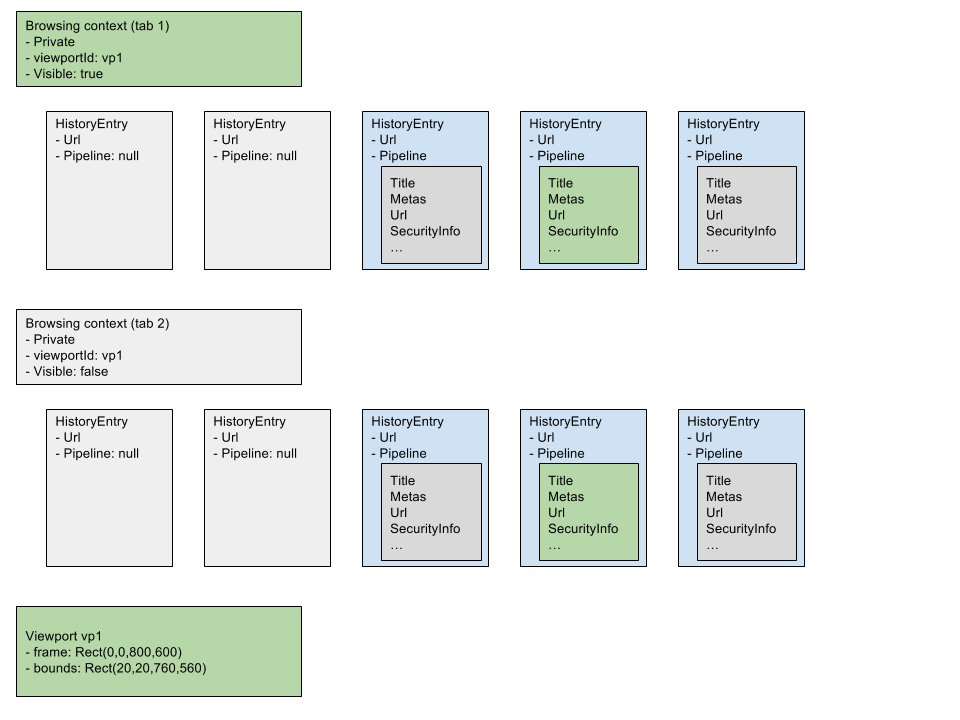 Browsing context (tab 1)
- Private
- viewportId: vp1
- Visible: true
HistoryEntry
- Url
- Pipeline: null
HistoryEntry
- Url
- Pipeline: null
HistoryEntry
- Url
- Pipeline
Title
Metas
Url
SecurityInfo
…
HistoryEntry
- Url
- Pipeline
Title
Metas
Url
SecurityInfo
…
HistoryEntry
- Url
- Pipeline
Title
Metas
Url
SecurityInfo
…
Browsing context (tab 2)
- Private
- viewportId: vp1
- Visible: false
HistoryEntry
- Url
- Pipeline: null
HistoryEntry
- Url
- Pipeline: null
HistoryEntry
- Url
- Pipeline
Title
Metas
Url
SecurityInfo
…
HistoryEntry
- Url
- Pipeline
Title
Metas
Url
SecurityInfo
…
HistoryEntry
- Url
- Pipeline
Title
Metas
Url
SecurityInfo
…
Viewport vp1
- frame: Rect(0,0,800,600)
- bounds: Rect(20,20,760,560)